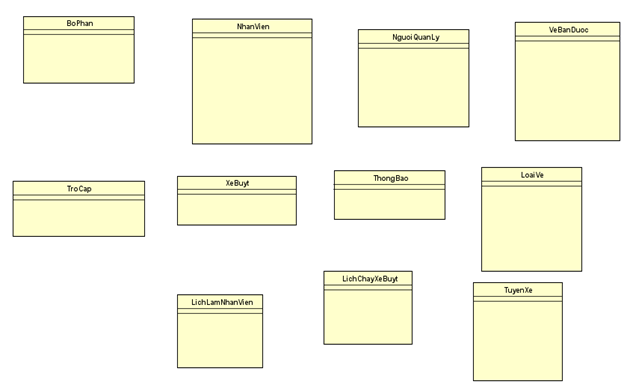 BoPhan
NhanVien
NguoiQuanLy
VeBanDuoc
TroCap
XeBuyt
ThongBao
LoaiVe
LichLamNhanVien
LichChayXeBuyt
TuyenXe